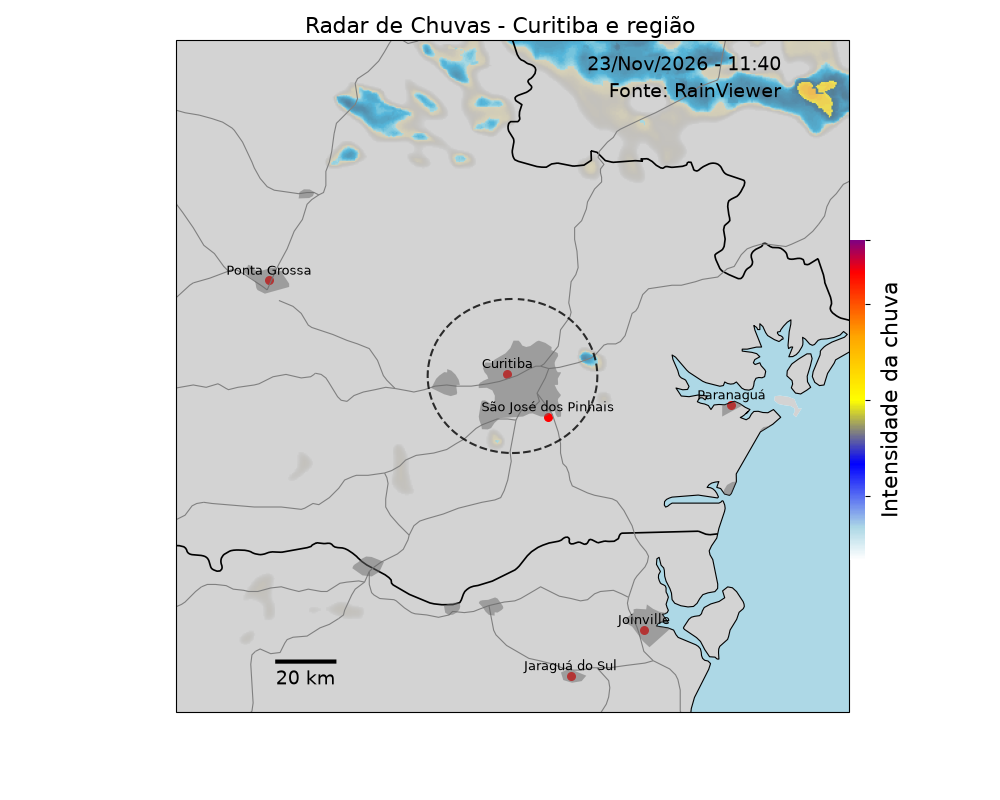 Radar de Chuvas - Curitiba e região
23/Nov/2026 - 11:40
Fonte: RainViewer
Ponta Grossa
Curitiba
Paranaguá
São José dos Pinhais
Intensidade da chuva
Joinville
Jaraguá do Sul
20 km